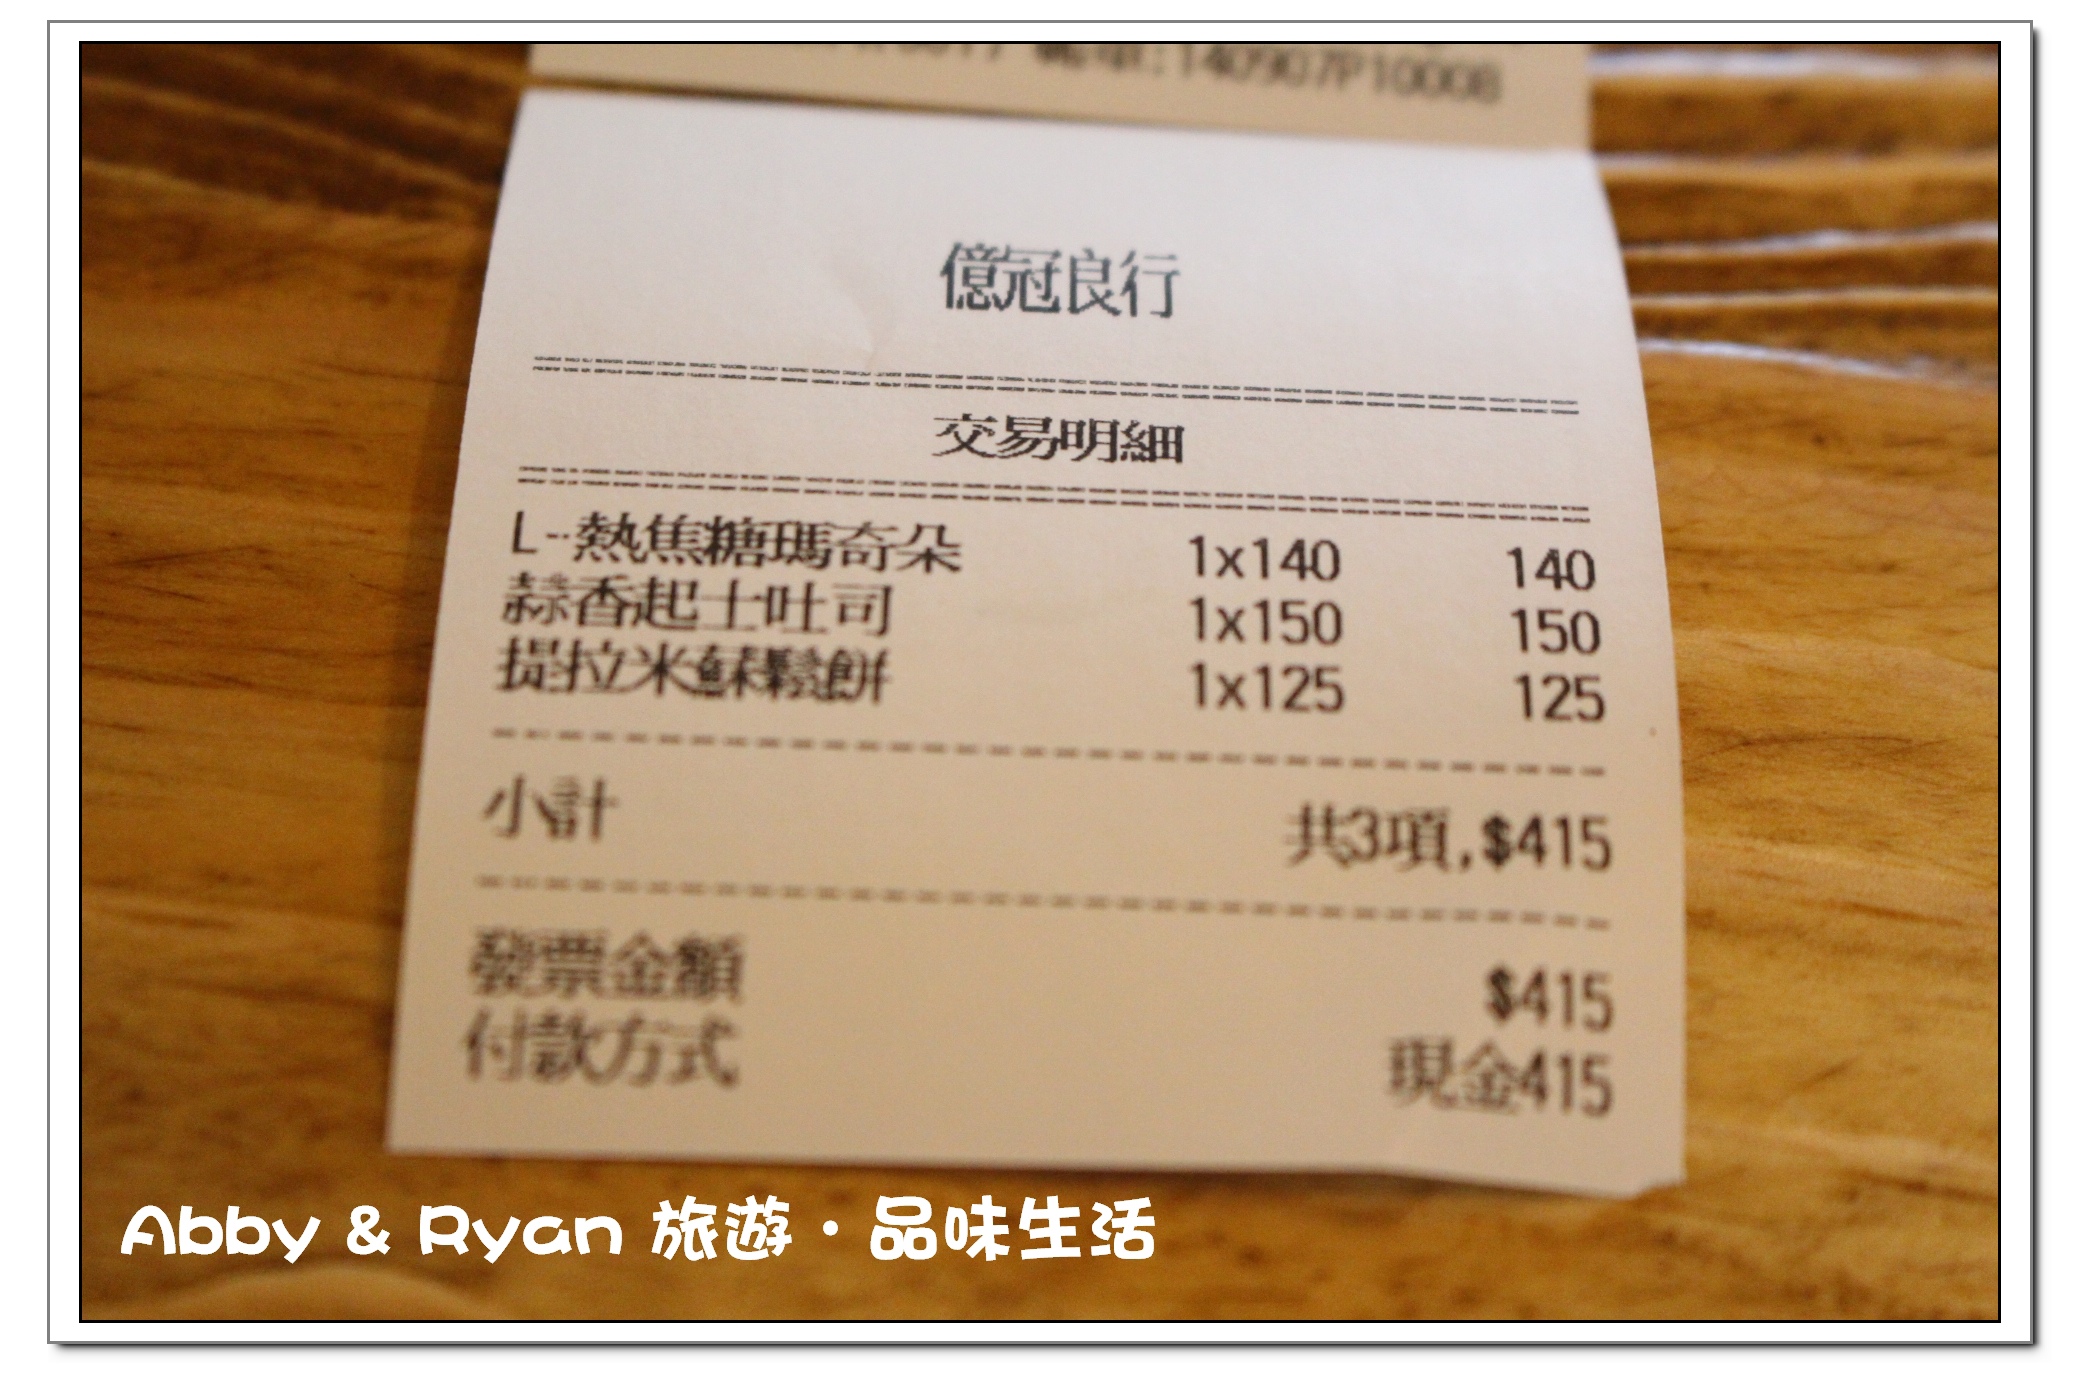 :140907P10008
億冠良行
交易明細
L--熱焦糖瑪奇朵 1x140 140
蒜香起士吐司 1x150 150
提拉米蘇鬆餅 1x125 125
小計 共3項,$415
發票金額 $415
付款方式 現金415
Abby & Ryan 旅遊・品味生活